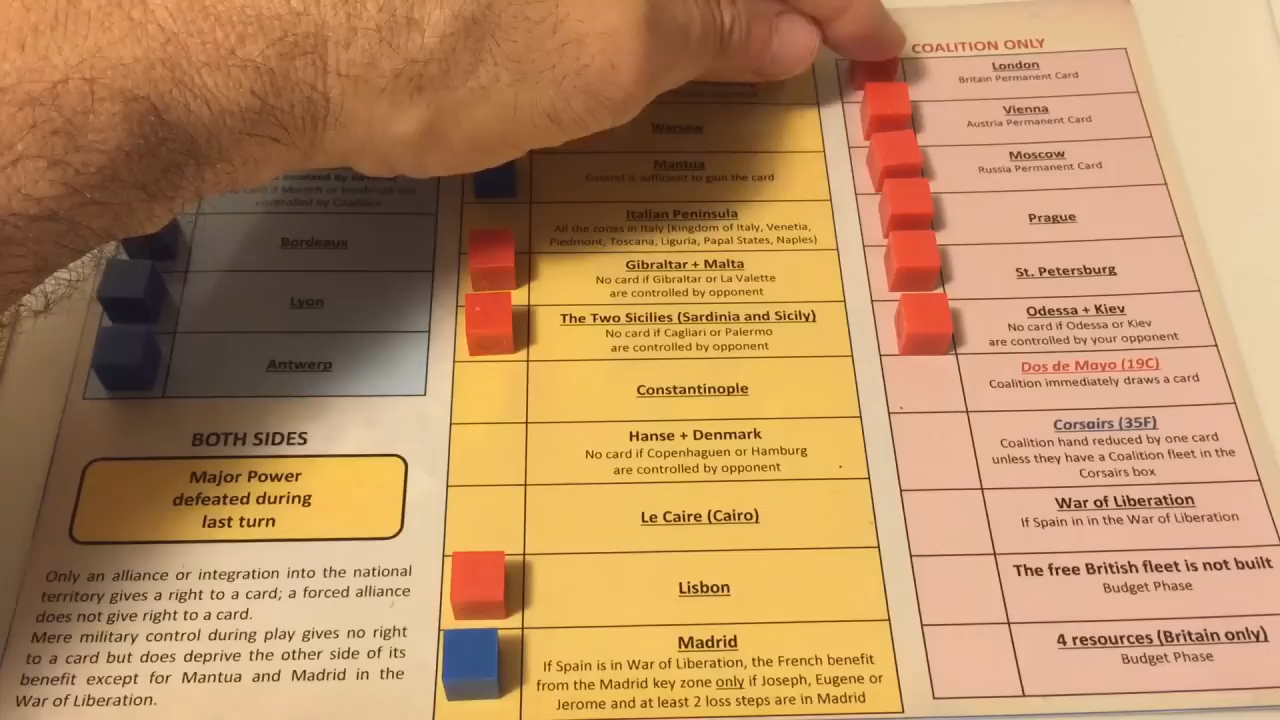 controlled by Coalition
Bordeaux
Lyon
Antwerp
BOTH SIDES
Major Power
defeated during
last turn
Only an alliance or integration into the national
territory gives a right to a card; a forced alliance
does not give right to a card.
Mere military control during play gives no right
to a card but does deprive the other side of its
benefit except for Mantua and Madrid in the
War of Liberation.
Warsaw
Mantua
Control is sufficient to gain the card
Italian Peninsula
All the zones in Italy (Kingdom of Italy, Venetia,
Piedmont, Toscana, Liguria, Papal States, Naples)
Gibraltar + Malta
No card if Gibraltar or La Valette
are controlled by opponent
The Two Sicilies (Sardinia and Sicily)
No card if Cagliari or Palermo
are controlled by opponent
Constantinople
Hanse + Denmark
No card if Copenhaguen or Hamburg
are controlled by opponent
Le Caire (Cairo)
Lisbon
Madrid
If Spain is in War of Liberation, the French benefit
from the Madrid key zone only if Joseph, Eugene or
Jerome and at least 2 loss steps are in Madrid
COALITION ONLY
London
Britain Permanent Card
Vienna
Austria Permanent Card
Moscow
Russia Permanent Card
Prague
St. Petersburg
Odessa + Kiev
No card if Odessa or Kiev
are controlled by your opponent
Dos de Mayo (19C)
Coalition immediately draws a card
Corsairs (35F)
Coalition hand reduced by one card
unless they have a Coalition fleet in the
Corsairs box
War of Liberation
If Spain in in the War of Liberation
The free British fleet is not built
Budget Phase
4 resources (Britain only)
Budget Phase